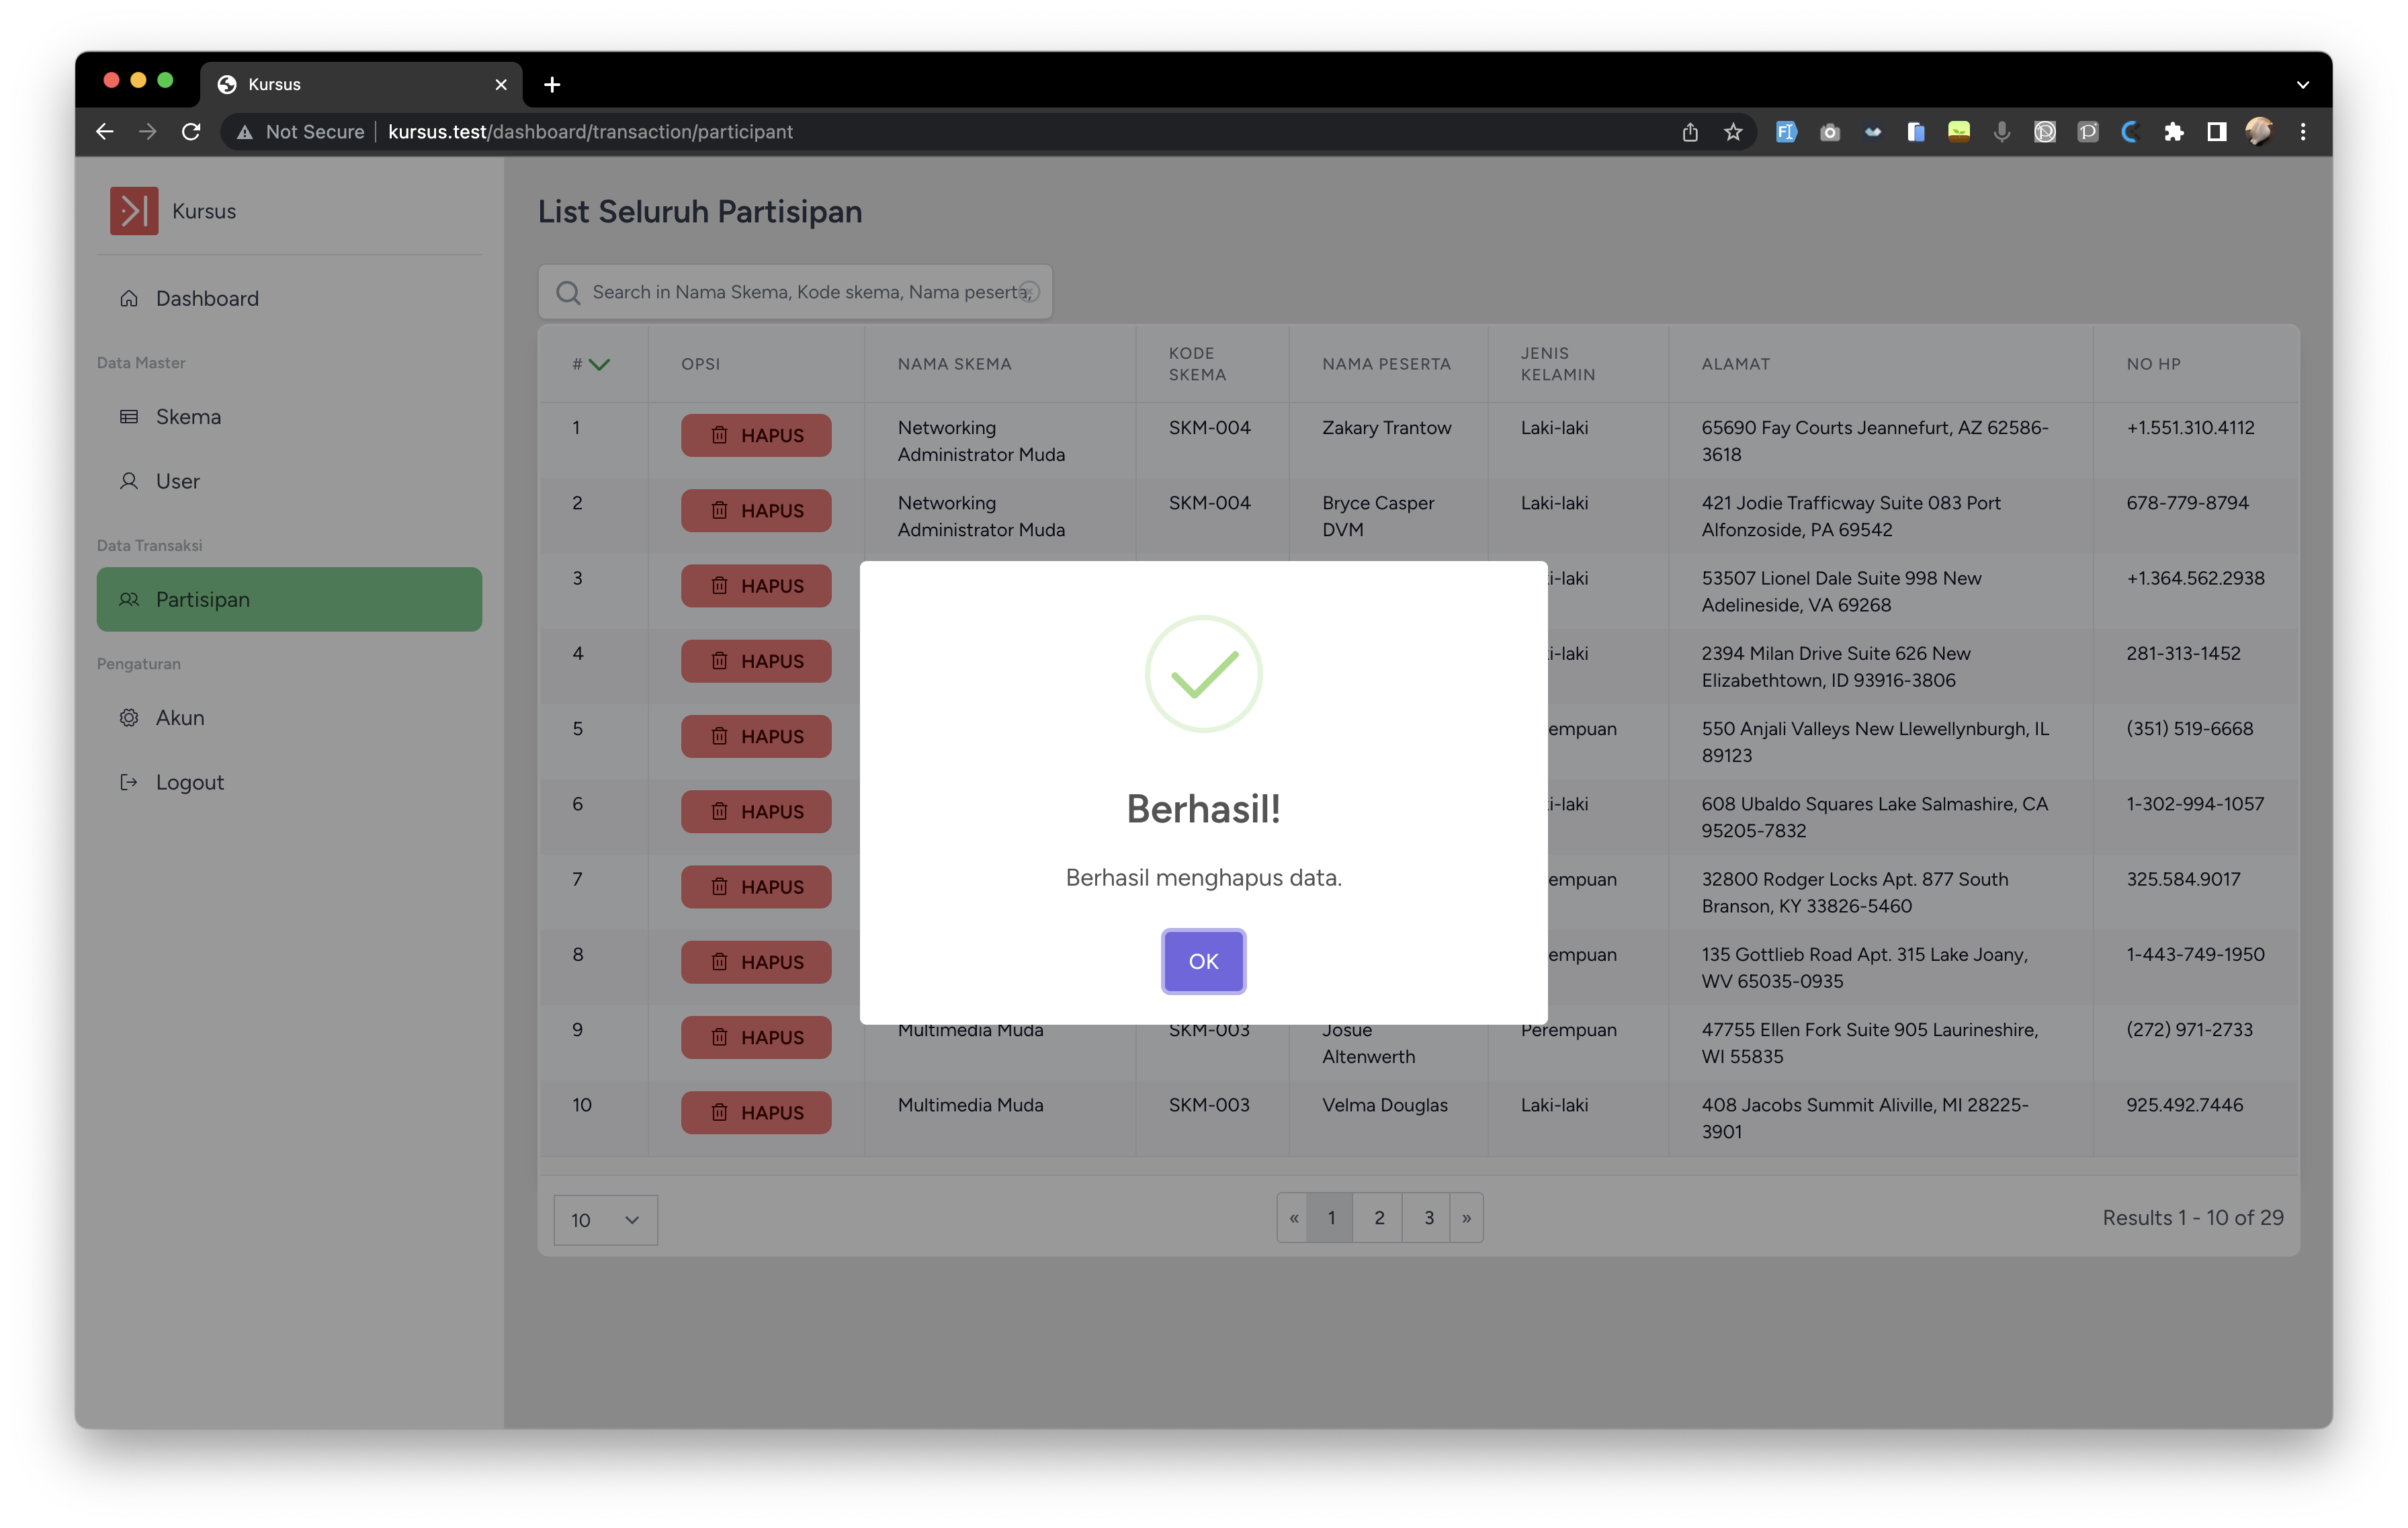 Kursus
Not Secure kursus.test/dashboard/transaction/participant
Kursus
Dashboard
Data Master
Skema
User
Data Transaksi
Partisipan
Pengaturan
Akun
Logout
List Seluruh Partisipan
Search in Nama Skema, Kode skema, Nama peserta,
# OPSI NAMA SKEMA KODE SKEMA NAMA PESERTA JENIS KELAMIN ALAMAT NO HP
1 HAPUS Networking Administrator Muda SKM-004 Zakary Trantow Laki-laki 65690 Fay Courts Jeannefurt, AZ 62586-3618 +1.551.310.4112
2 HAPUS Networking Administrator Muda SKM-004 Bryce Casper DVM Laki-laki 421 Jodie Trafficway Suite 083 Port Alfonzoside, PA 69542 678-779-8794
3 HAPUS 53507 Lionel Dale Suite 998 New Adelineside, VA 69268 +1.364.562.2938
4 HAPUS 2394 Milan Drive Suite 626 New Elizabethtown, ID 93916-3806 281-313-1452
5 HAPUS 550 Anjali Valleys New Llewellynburgh, IL 89123 (351) 519-6668
6 HAPUS 608 Ubaldo Squares Lake Salmashire, CA 95205-7832 1-302-994-1057
7 HAPUS 32800 Rodger Locks Apt. 877 South Branson, KY 33826-5460 325.584.9017
8 HAPUS 135 Gottlieb Road Apt. 315 Lake Joany, WV 65035-0935 1-443-749-1950
9 HAPUS Multimedia Muda SKM-003 Josue Altenwerth Perempuan 47755 Ellen Fork Suite 905 Laurineshire, WI 55835 (272) 971-2733
10 HAPUS Multimedia Muda SKM-003 Velma Douglas Laki-laki 408 Jacobs Summit Aliville, MI 28225-3901 925.492.7446
Berhasil!
Berhasil menghapus data.
OK
10
« 1 2 3 »
Results 1 - 10 of 29